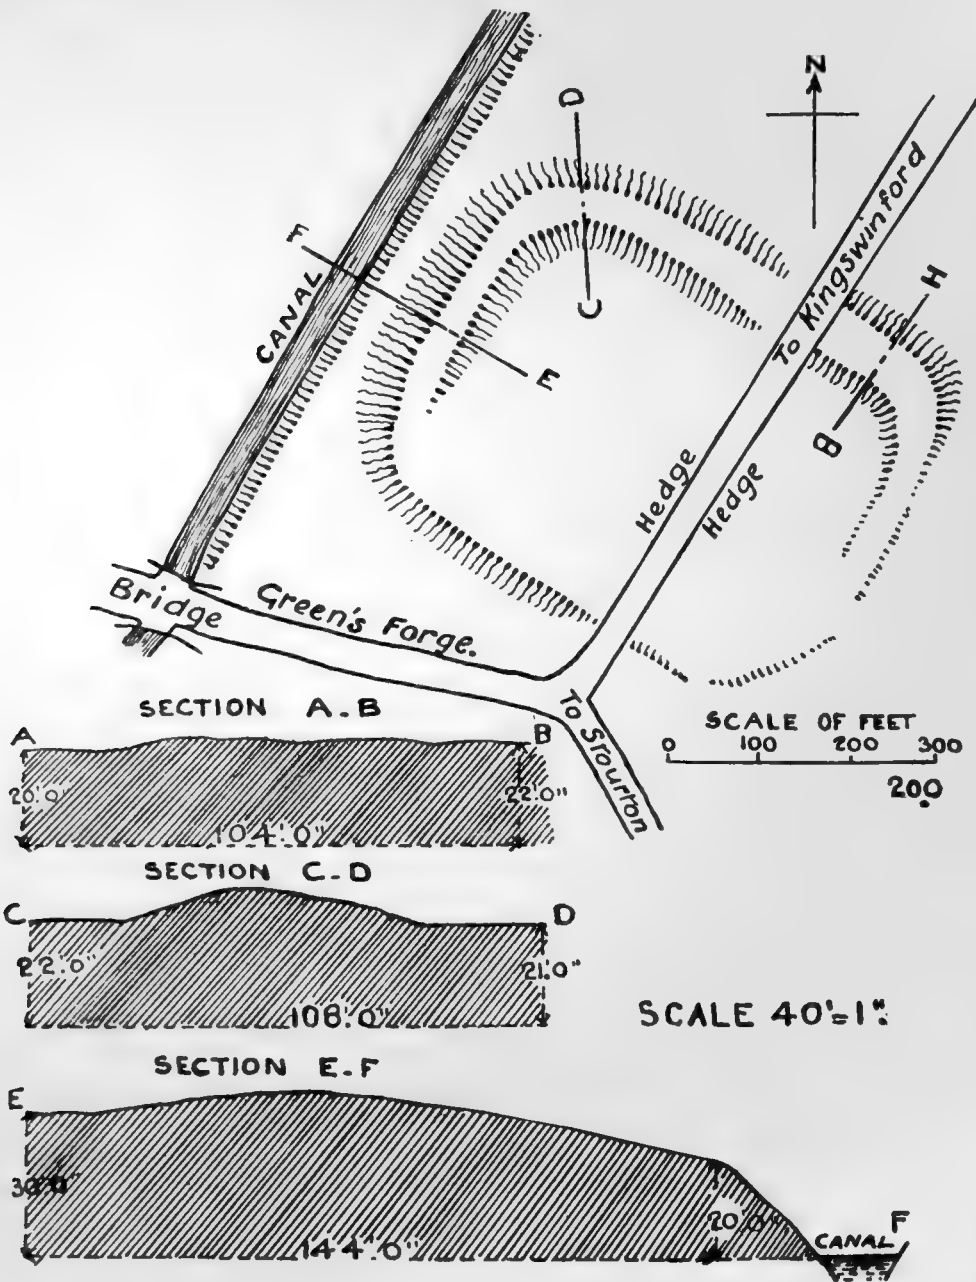 D
N
F
CANAL
To Kingswinford
H
C
E
B
Hedge
Hedge
Bridge
Green's Forge.
To Stourton
SCALE OF FEET
0 100 200 300
200
SECTION A.B
A B
20'.0" 22'.0"
104'.0"
SECTION C-D
C D
22'.0" 21'.0"
108'.0"
SCALE 40'=1".
SECTION E-F
E
30'.0"
20'.0"
F
CANAL
144'.0"